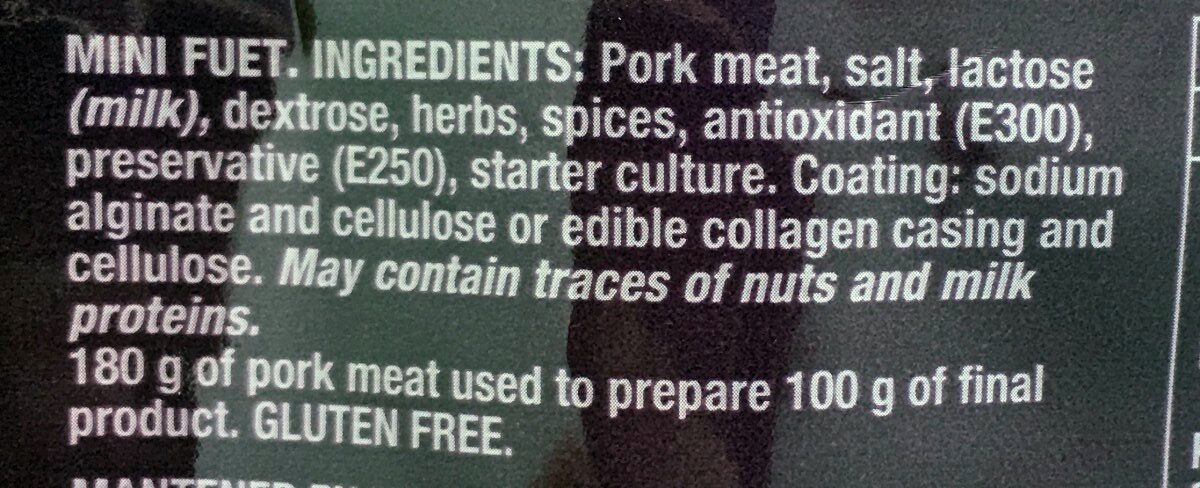 MINI FUET. INGREDIENTS: Pork meat, salt, lactose
(milk), dextrose, herbs, spices, antioxidant (E300),
preservative (E250), starter culture. Coating: sodium
alginate and cellulose or edible collagen casing and
cellulose. May contain traces of nuts and milk
proteins.
180 g of pork meat used to prepare 100 g of final
product. GLUTEN FREE.